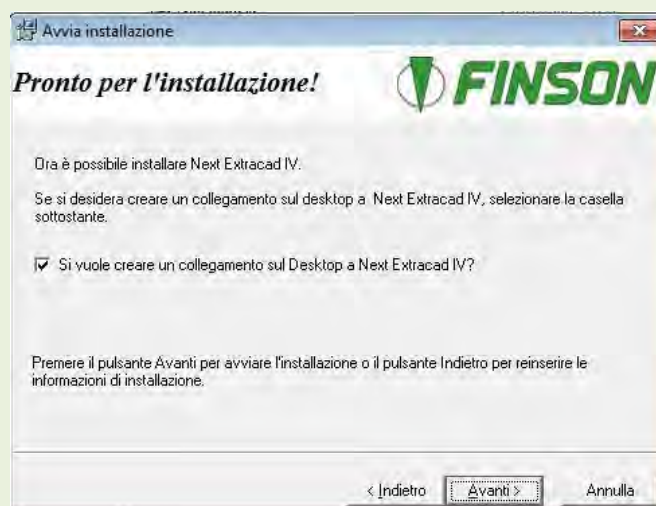 Avvia installazione
Pronto per l'installazione!
FINSON
Ora è possibile installare Next Extracad IV.
Se si desidera creare un collegamento sul desktop a Next Extracad IV, selezionare la casella
sottostante.
Si vuole creare un collegamento sul Desktop a Next Extracad IV?
Premere il pulsante Avanti per avviare l'installazione o il pulsante Indietro per reinserire le
informazioni di installazione.
< Indietro Avanti > Annulla